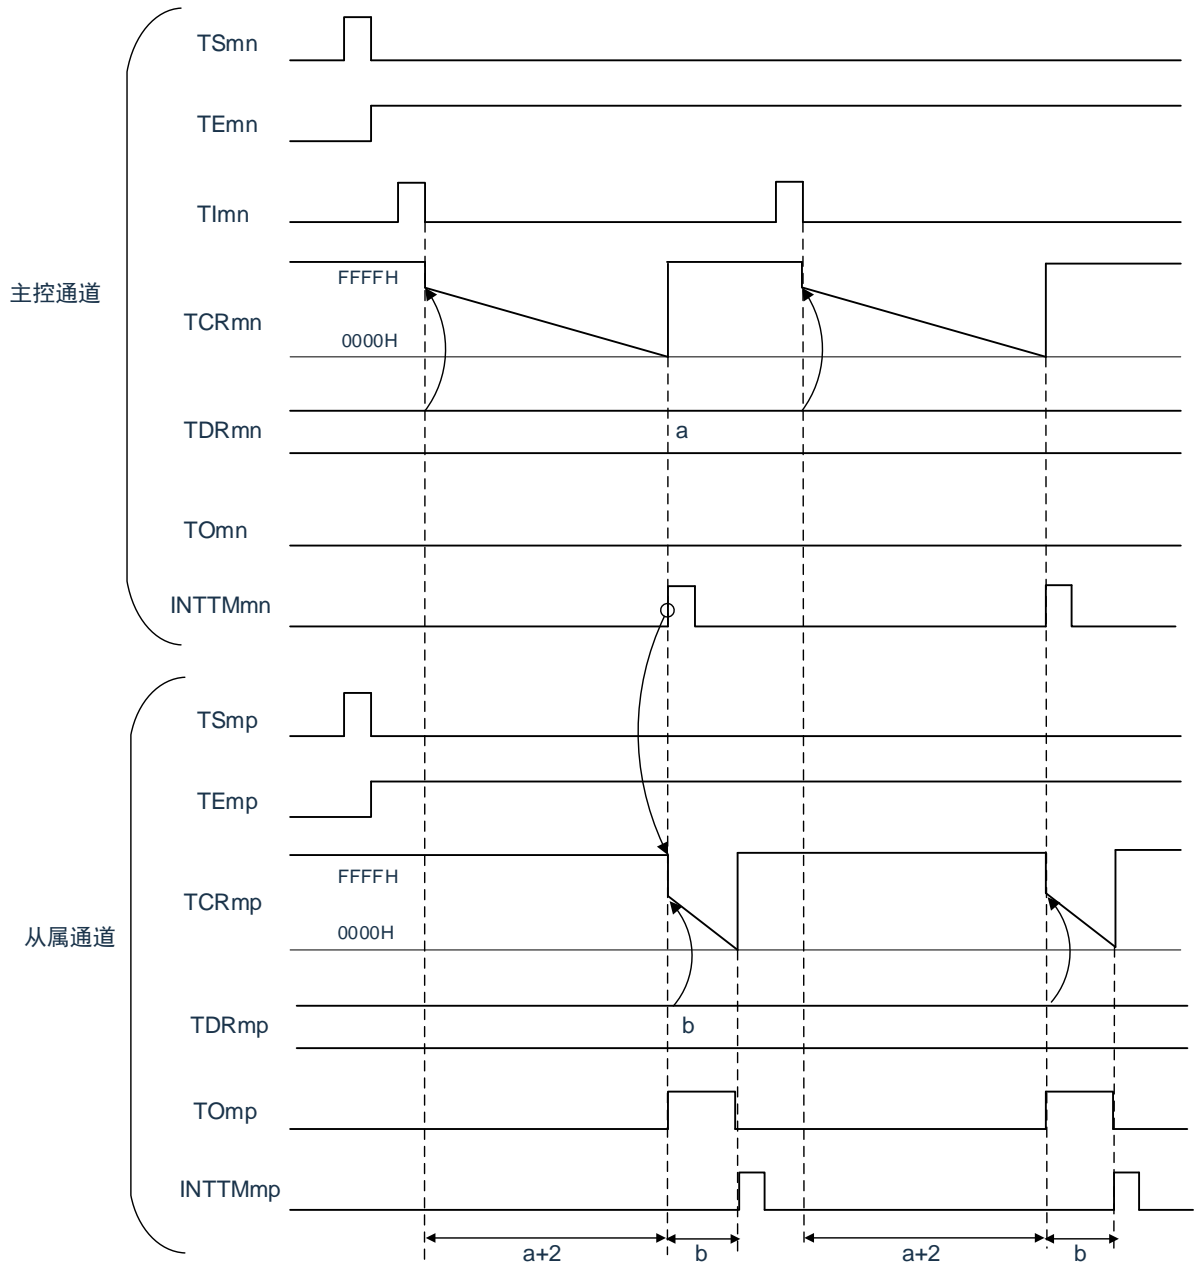 TSmn
TEmn
TImn
主控通道
FFFFH
TCRmn
0000H
TDRmn
a
TOmn
INTTMmn
TSmp
TEmp
FFFFH
TCRmp
0000H
从属通道
TDRmp
b
TOmp
INTTMmp
a+2 b a+2 b